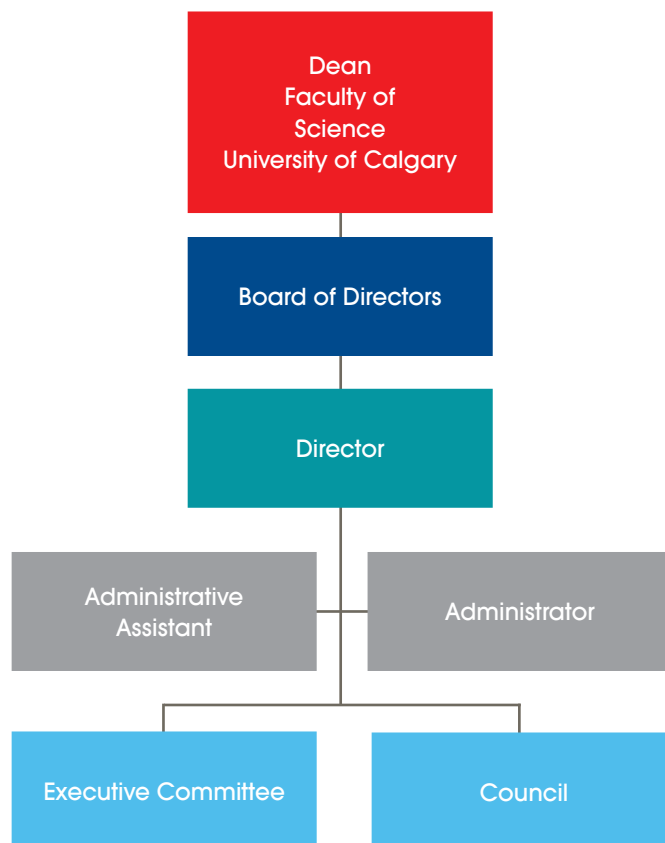 Dean
Faculty of
Science
University of Calgary
Board of Directors
Director
Administrative
Assistant
Administrator
Executive Committee
Council